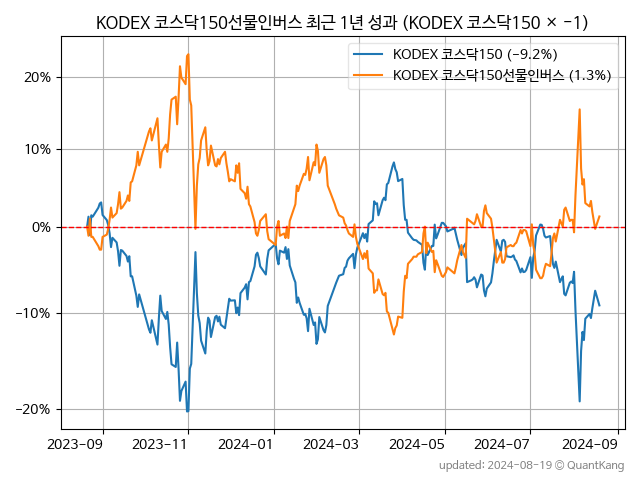 KODEX 코스닥150선물인버스 최근 1년 성과 (KODEX 코스닥150 × −1)
KODEX 코스닥150 (−9.2%)
KODEX 코스닥150선물인버스 (1.3%)
20%
10%
0%
−10%
−20%
2023-09 2023-11 2024-01 2024-03 2024-05 2024-07 2024-09
updated: 2024-08-19 © QuantKang